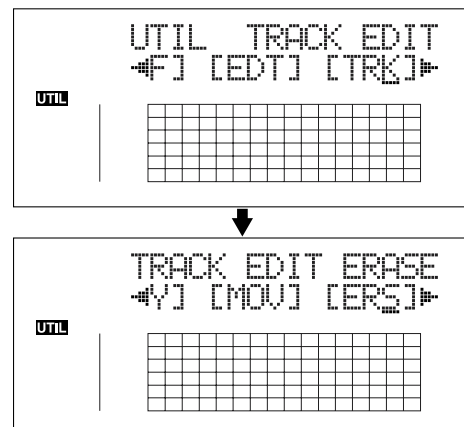 UTIL TRACK EDIT
F] [EDT] [TRK]
UTIL
TRACK EDIT ERASE
Y] [MOV] [ERS]
UTIL